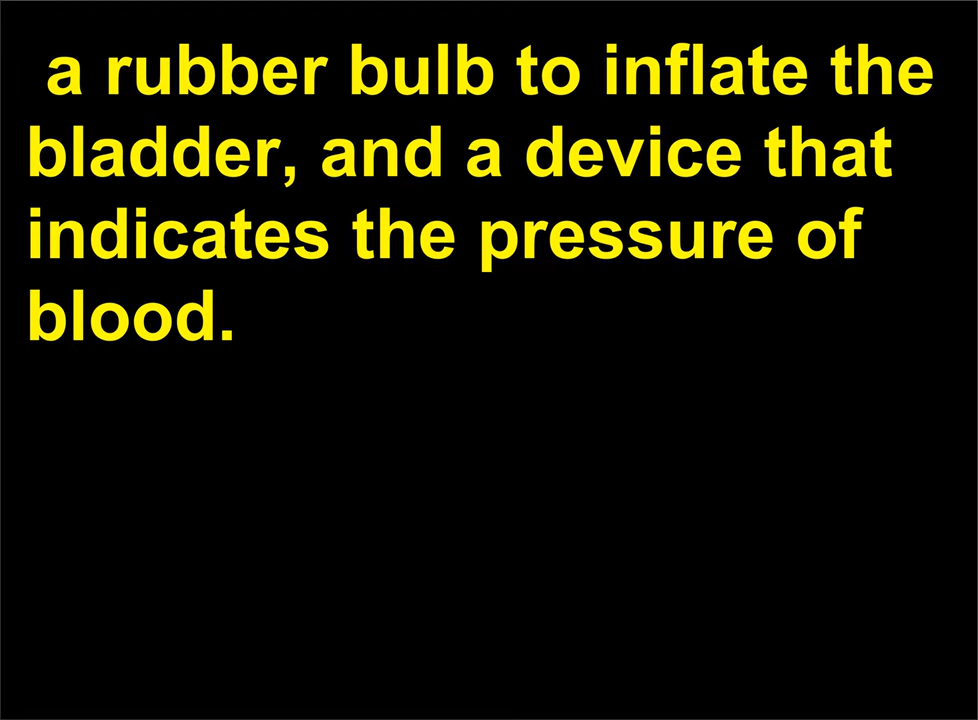 a rubber bulb to inflate the
bladder, and a device that
indicates the pressure of
blood.